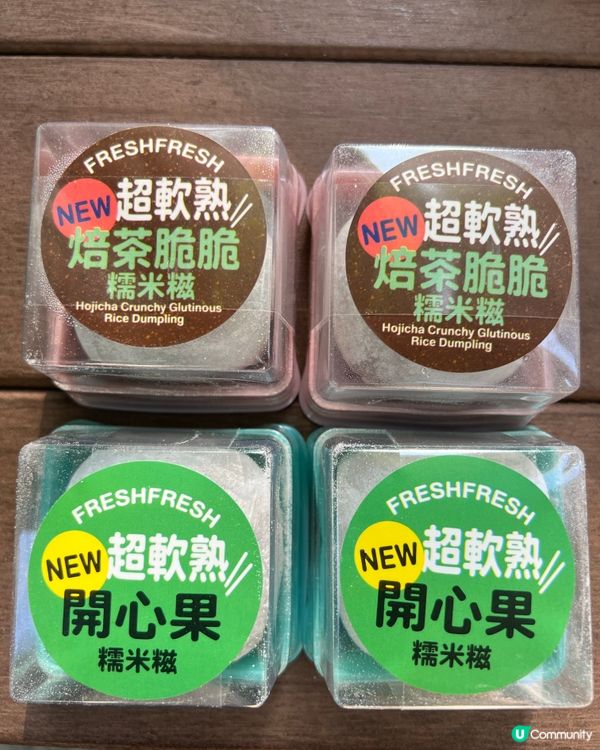 FRESHFRESH
NEW 超軟熟
焙茶脆脆
糯米糍
Hojicha Crunchy Glutinous
Rice Dumpling
FRESHFRESH
NEW 超軟熟
焙茶脆脆
糯米糍
Hojicha Crunchy Glutinous
Rice Dumpling
FRESHFRESH
NEW 超軟熟
開心果
糯米糍
FRESHFRESH
NEW 超軟熟
開心果
糯米糍
U Community